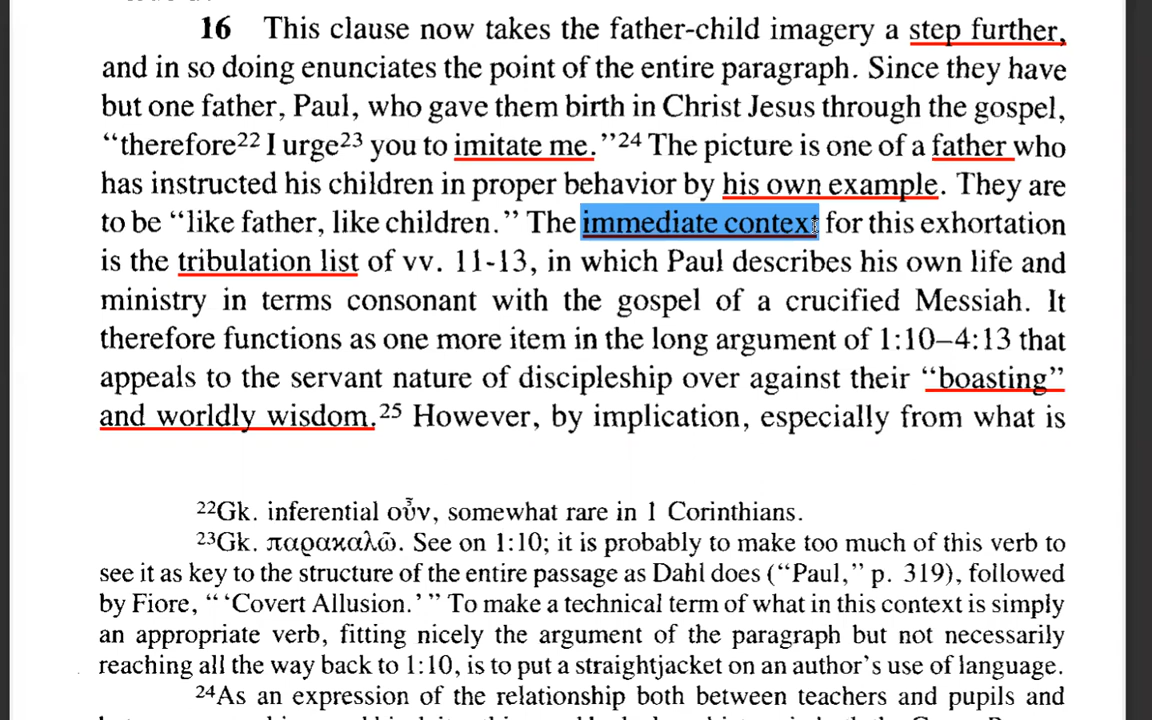 16 This clause now takes the father-child imagery a step further,
and in so doing enunciates the point of the entire paragraph. Since they have
but one father, Paul, who gave them birth in Christ Jesus through the gospel,
“therefore22 I urge23 you to imitate me.”24 The picture is one of a father who
has instructed his children in proper behavior by his own example. They are
to be “like father, like children.” The immediate context for this exhortation
is the tribulation list of vv. 11-13, in which Paul describes his own life and
ministry in terms consonant with the gospel of a crucified Messiah. It
therefore functions as one more item in the long argument of 1:10–4:13 that
appeals to the servant nature of discipleship over against their “boasting”
and worldly wisdom.25 However, by implication, especially from what is
22Gk. inferential οὖν, somewhat rare in 1 Corinthians.
23Gk. παρακαλῶ. See on 1:10; it is probably to make too much of this verb to
see it as key to the structure of the entire passage as Dahl does (“Paul,” p. 319), followed
by Fiore, “ ‘Covert Allusion.’ ” To make a technical term of what in this context is simply
an appropriate verb, fitting nicely the argument of the paragraph but not necessarily
reaching all the way back to 1:10, is to put a straightjacket on an author’s use of language.
24As an expression of the relationship both between teachers and pupils and